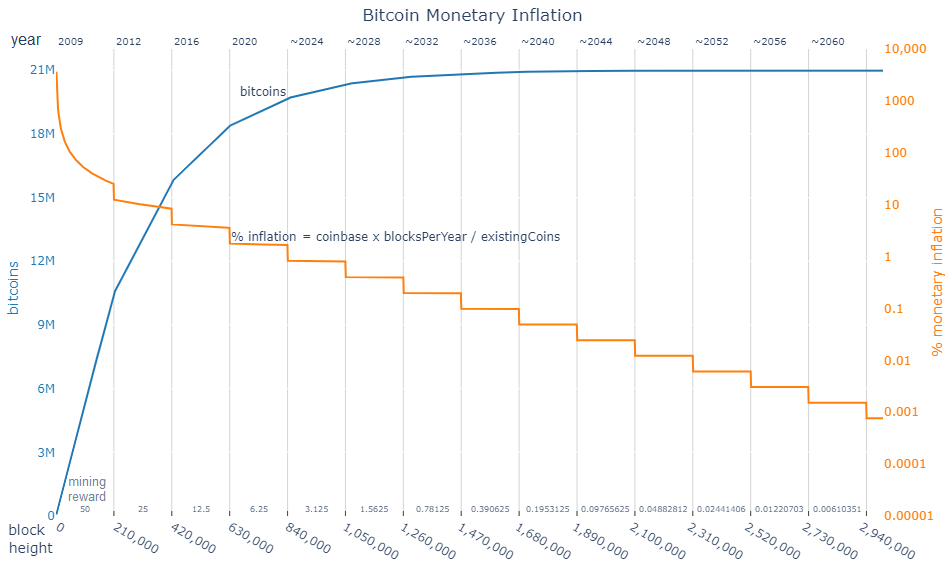 Bitcoin Monetary Inflation
year 2009 2012 2016 2020 ~2024 ~2028 ~2032 ~2036 ~2040 ~2044 ~2048 ~2052 ~2056 ~2060
10,000
21M
1000
bitcoins
18M
100
15M
10
% inflation = coinbase x blocksPerYear / existingCoins
12M
1
bitcoins
% monetary inflation
9M
0.1
0.01
6M
0.001
3M
0.0001
mining
reward
50 25 12.5 6.25 3.125 1.5625 0.78125 0.390625 0.1953125 0.09765625 0.04882812 0.02441406 0.01220703 0.00610351
0
0.00001
block
height
0 210,000 420,000 630,000 840,000 1,050,000 1,260,000 1,470,000 1,680,000 1,890,000 2,100,000 2,310,000 2,520,000 2,730,000 2,940,000